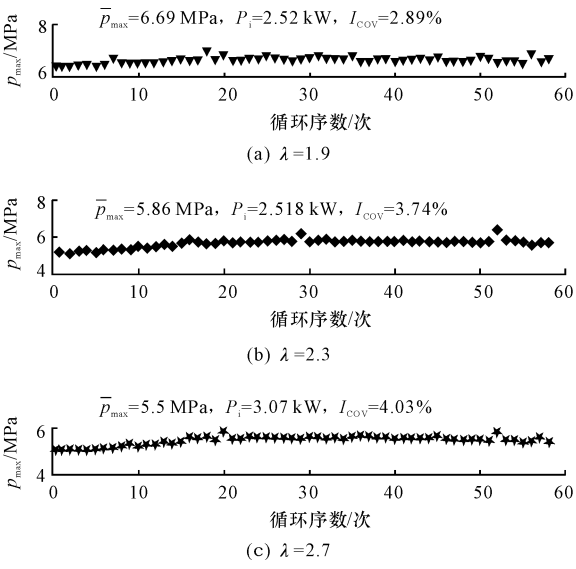 p̅max=6.69 MPa, Pi=2.52 kW, ICOV=2.89%
8
6
pmax/MPa
0 10 20 30 40 50 60
循环序数/次
(a) λ=1.9
p̅max=5.86 MPa, Pi=2.518 kW, ICOV=3.74%
8
6
4
pmax/MPa
0 10 20 30 40 50 60
循环序数/次
(b) λ=2.3
p̅max=5.5 MPa, Pi=3.07 kW, ICOV=4.03%
6
4
pmax/MPa
0 10 20 30 40 50 60
循环序数/次
(c) λ=2.7